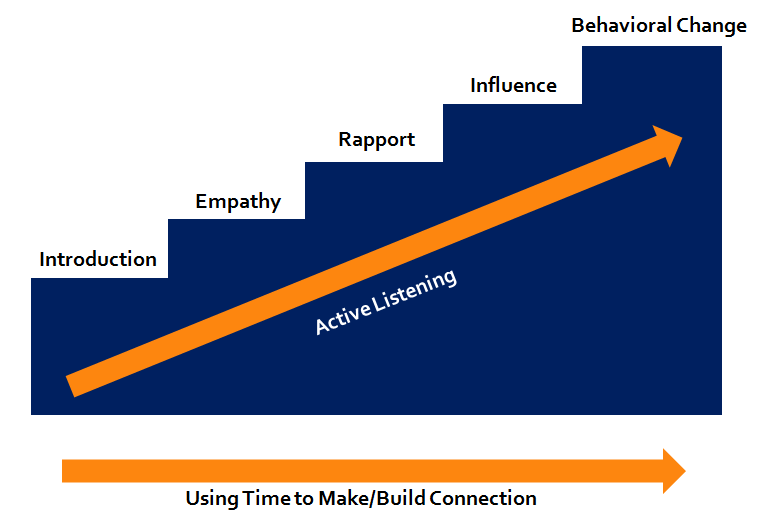 Behavioral Change
Influence
Rapport
Empathy
Introduction
Active Listening
Using Time to Make/Build Connection